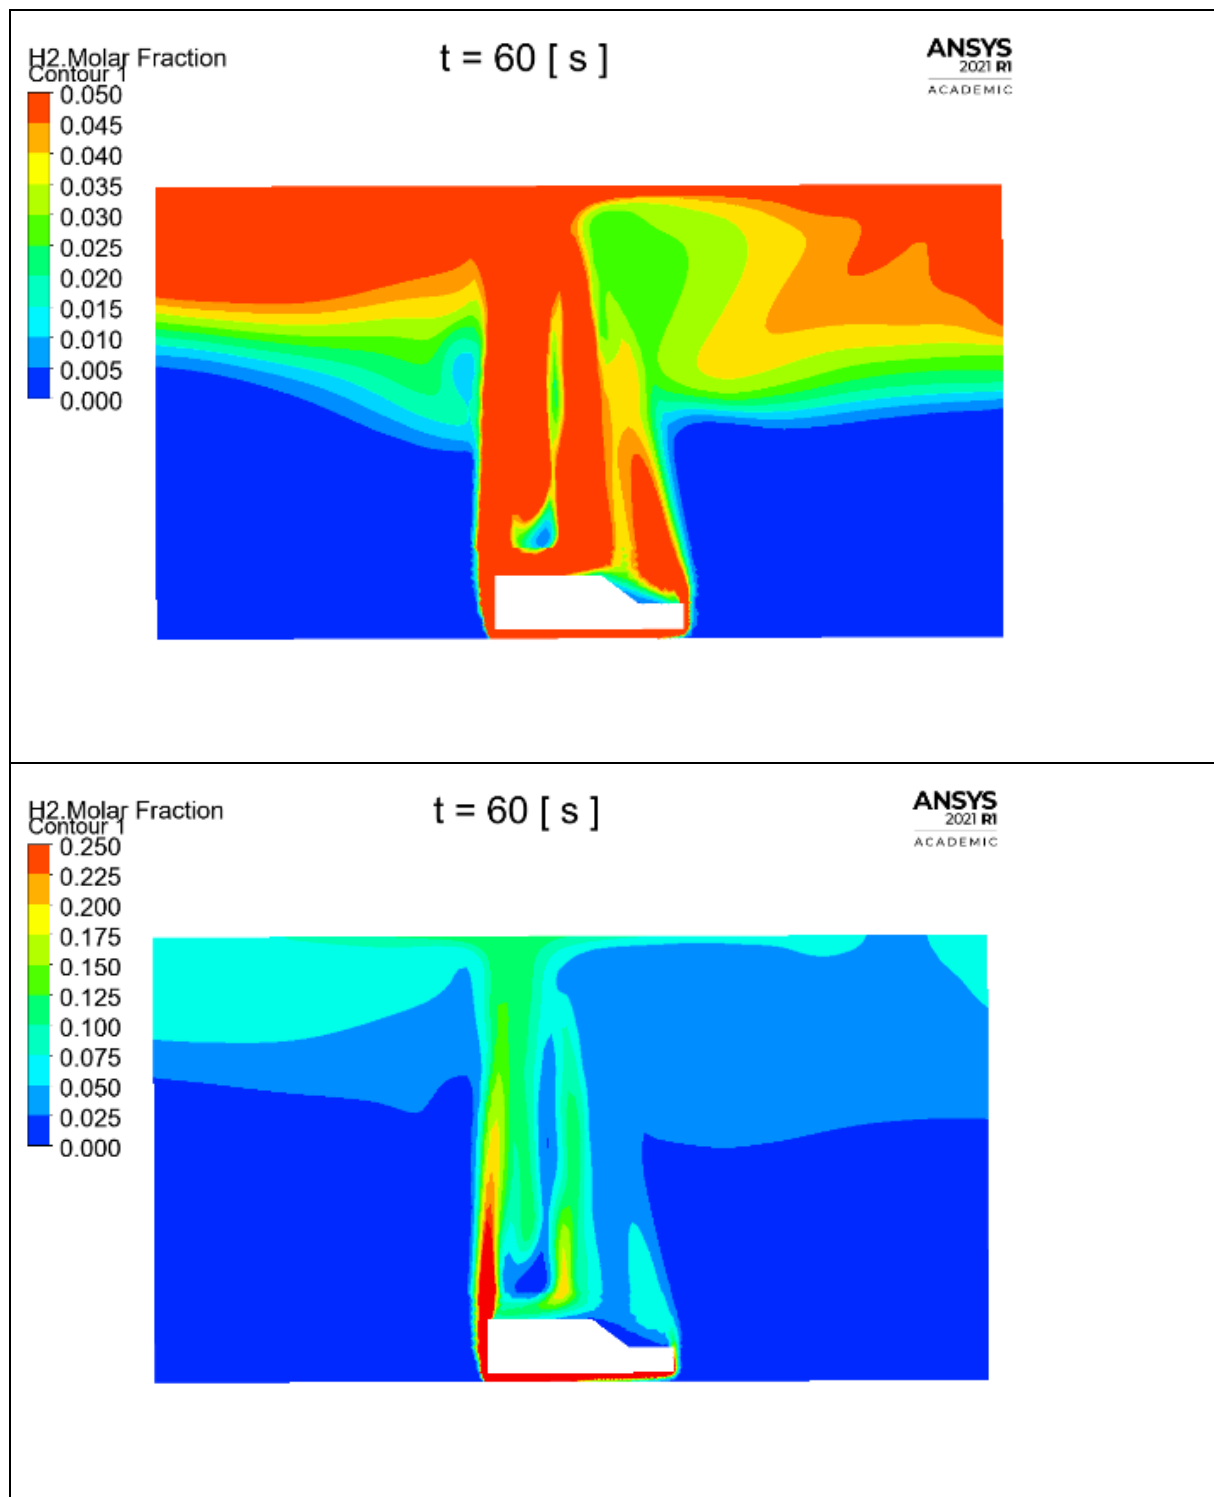 H2.Molar Fraction
Contour 1
t = 60 [ s ]
ANSYS
2021 R1
ACADEMIC
0.050
0.045
0.040
0.035
0.030
0.025
0.020
0.015
0.010
0.005
0.000
H2.Molar Fraction
Contour 1
t = 60 [ s ]
ANSYS
2021 R1
ACADEMIC
0.250
0.225
0.200
0.175
0.150
0.125
0.100
0.075
0.050
0.025
0.000